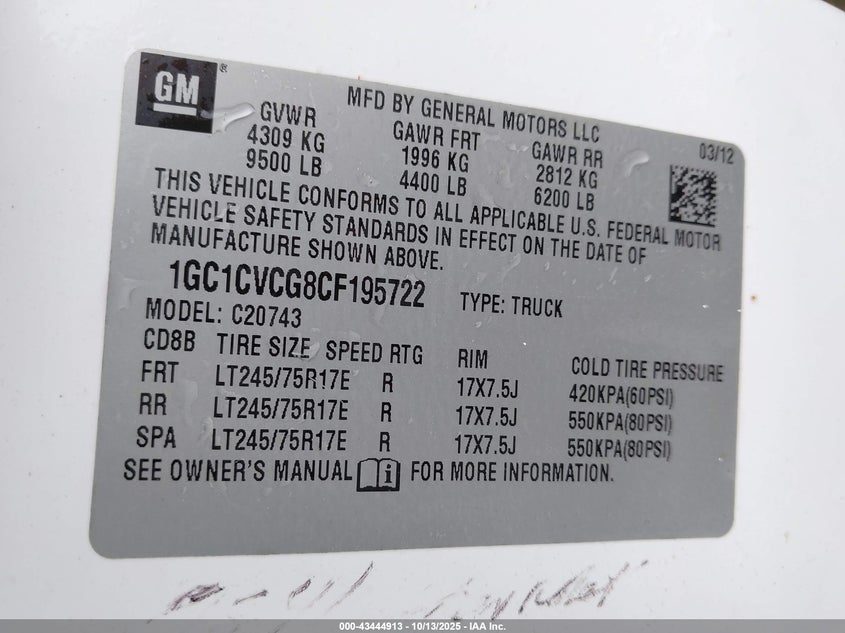 GM ®
MFD BY GENERAL MOTORS LLC
03/12
GVWR GAWR FRT GAWR RR
4309 KG 1996 KG 2812 KG
9500 LB 4400 LB 6200 LB
THIS VEHICLE CONFORMS TO ALL APPLICABLE U.S. FEDERAL MOTOR
VEHICLE SAFETY STANDARDS IN EFFECT ON THE DATE OF
MANUFACTURE SHOWN ABOVE.
1GC1CVCG8CF195722 TYPE: TRUCK
MODEL: C20743
CD8B TIRE SIZE SPEED RTG RIM COLD TIRE PRESSURE
FRT LT245/75R17E R 17X7.5J 420KPA(60PSI)
RR LT245/75R17E R 17X7.5J 550KPA(80PSI)
SPA LT245/75R17E R 17X7.5J 550KPA(80PSI)
SEE OWNER'S MANUAL i FOR MORE INFORMATION.
000-43444913 - 10/13/2025 - IAA Inc.